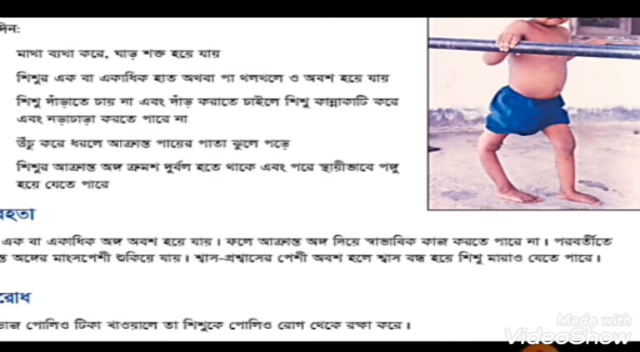 দিন:
মাথা ব্যথা করে, ঘাড় শক্ত হয়ে যায়
শিশুর এক বা একাধিক হাত অথবা পা থলথলে ও অবশ হয়ে যায়
শিশু দাঁড়াতে চায় না এবং দাঁড় করাতে চাইলে শিশু কান্নাকাটি করে
এবং নড়াচাড়া করতে পারে না
উঁচু করে ধরলে আক্রান্ত পায়ের পাতা ঝুলে পড়ে
শিশুর আক্রান্ত অঙ্গ ক্রমশ দুর্বল হতে থাকে এবং পরে স্থায়ীভাবে পঙ্গু
হয়ে যেতে পারে
এক বা একাধিক অঙ্গ অবশ হয়ে যায়। ফলে আক্রান্ত অঙ্গ দিয়ে স্বাভাবিক কাজ করতে পারে না। পরবর্তীতে
অঙ্গের মাংসপেশী শুকিয়ে যায়। শ্বাস-প্রশ্বাসের পেশী অবশ হলে শ্বাস বন্ধ হয়ে শিশু মারাও যেতে পারে।
পোলিও টিকা খাওয়ালে তা শিশুকে পোলিও রোগ থেকে রক্ষা করে।
Made with
VideoShow